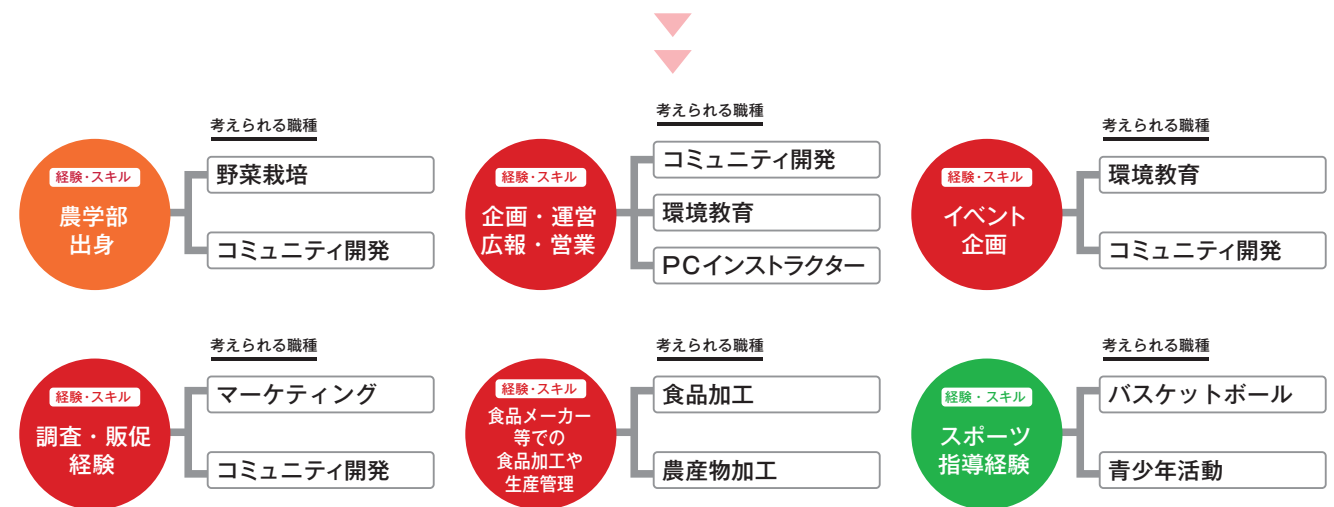 考えられる職種
経験・スキル
農学部
出身
野菜栽培
コミュニティ開発
考えられる職種
経験・スキル
企画・運営
広報・営業
コミュニティ開発
環境教育
PCインストラクター
考えられる職種
経験・スキル
イベント
企画
環境教育
コミュニティ開発
考えられる職種
経験・スキル
調査・販促
経験
マーケティング
コミュニティ開発
考えられる職種
経験・スキル
食品メーカー
等での
食品加工や
生産管理
食品加工
農産物加工
考えられる職種
経験・スキル
スポーツ
指導経験
バスケットボール
青少年活動